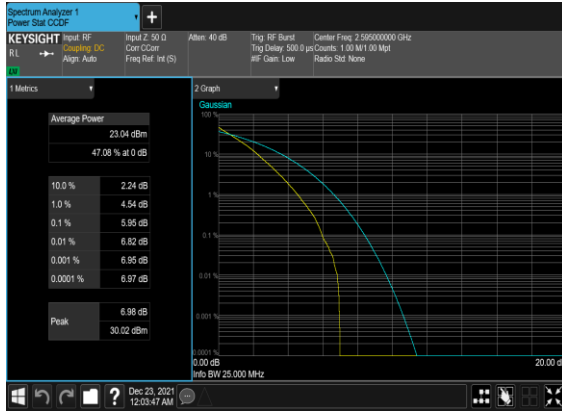 Spectrum Analyzer 1
Power Stat CCDF
+
KEYSIGHT
RL
LV
Input: RF
Coupling: DC
Align: Auto
Input Z: 50 Ω
Corr CCorr
Freq Ref: Int (S)
Atten: 40 dB
Trig: RF Burst
Trig Delay: 500.0 µs
#IF Gain: Low
Center Freq: 2.595000000 GHz
Counts: 1.00 M/1.00 Mpt
Radio Std: None
1 Metrics
Average Power
23.04 dBm
47.08 % at 0 dB
10.0 % 2.24 dB
1.0 % 4.54 dB
0.1 % 5.95 dB
0.01 % 6.82 dB
0.001 % 6.95 dB
0.0001 % 6.97 dB
Peak
6.98 dB
30.02 dBm
2 Graph
Gaussian
100 %
10 %
1 %
0.1 %
0.01 %
0.001 %
0.0001 %
0.00 dB
20.00 d
Info BW 25.000 MHz
?
Dec 23, 2021
12:03:47 AM